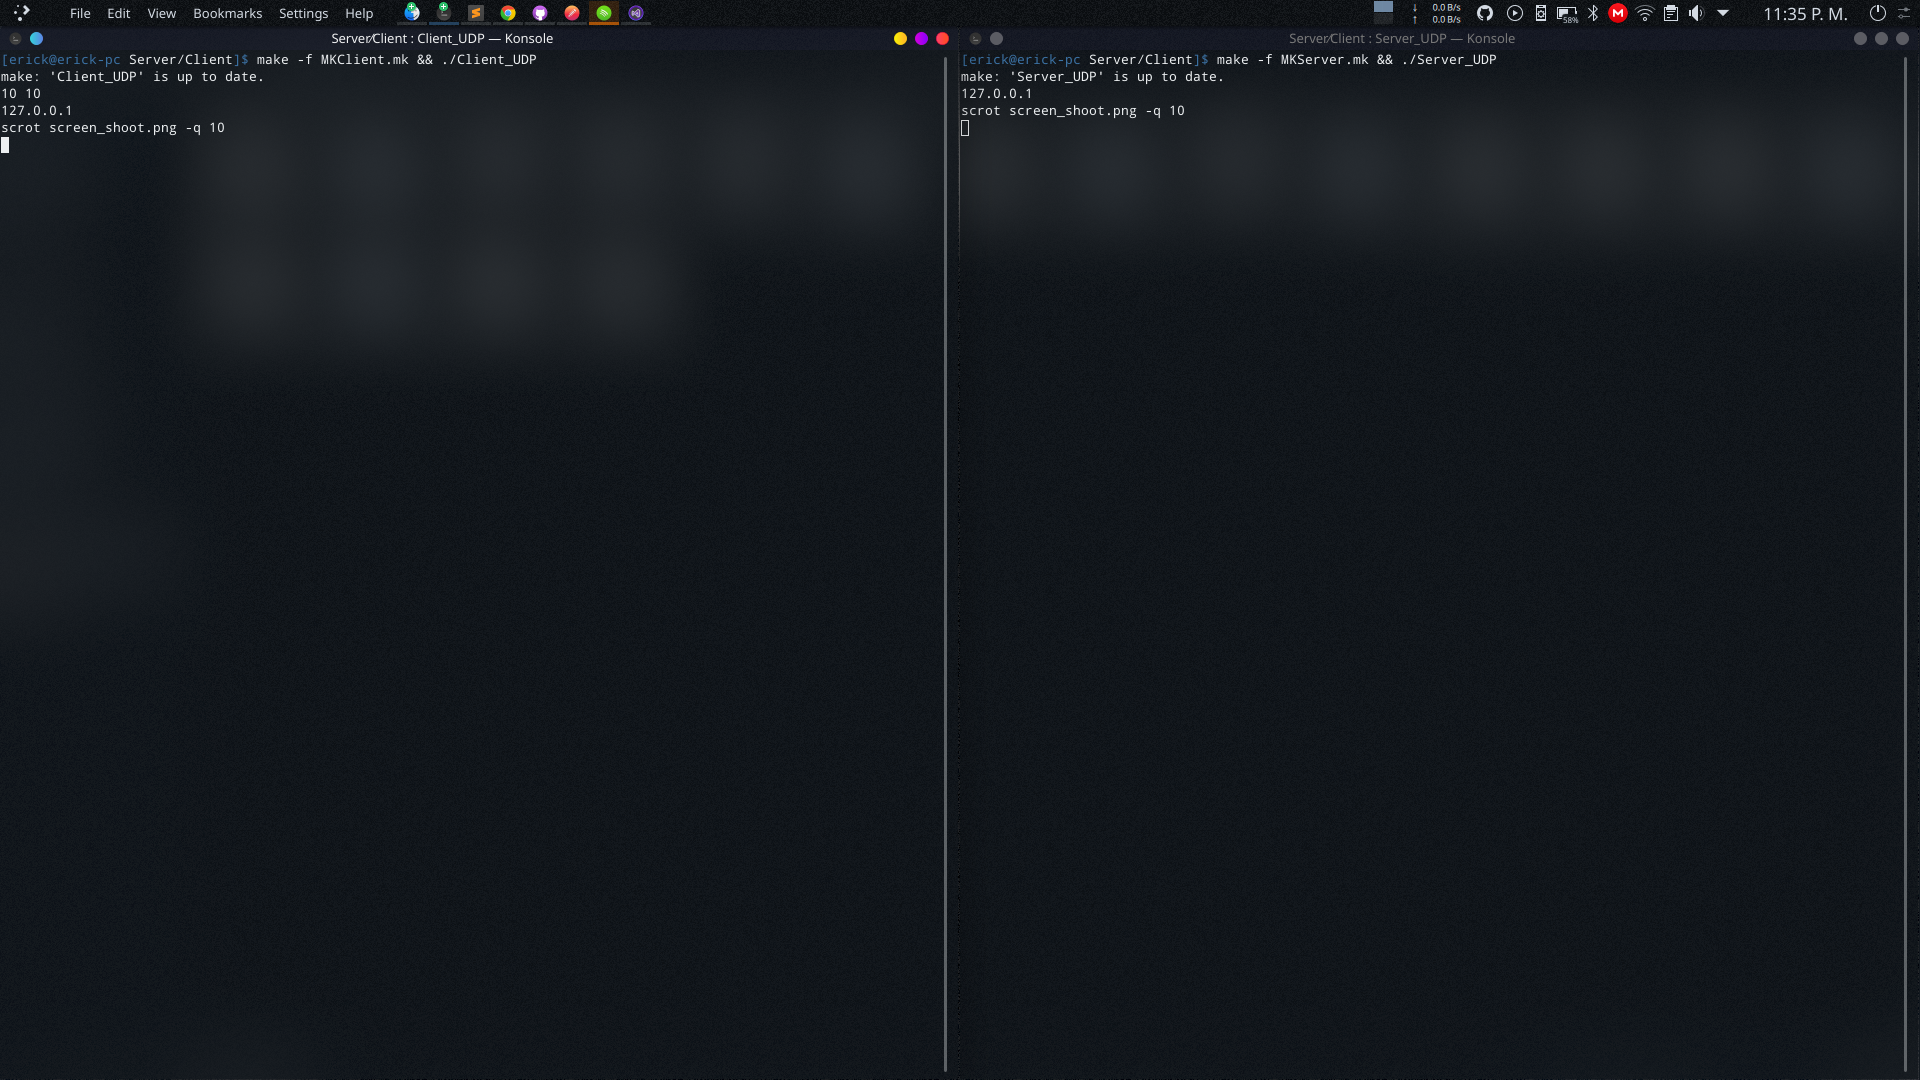 File Edit View Bookmarks Settings Help
0.0 B/s
0.0 B/s
58%
11:35 P. M.
Server/Client : Client_UDP — Konsole
[erick@erick-pc Server/Client]$ make -f MKClient.mk && ./Client_UDP
make: 'Client_UDP' is up to date.
10 10
127.0.0.1
scrot screen_shoot.png -q 10
Server/Client : Server_UDP — Konsole
[erick@erick-pc Server/Client]$ make -f MKServer.mk && ./Server_UDP
make: 'Server_UDP' is up to date.
127.0.0.1
scrot screen_shoot.png -q 10